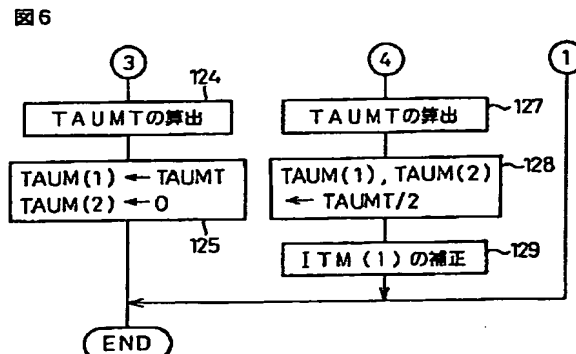 図6
3
4
1
124
TAUMTの算出
TAUMTの算出
127
TAUM(1) ← TAUMT
TAUM(2) ← 0
125
TAUM(1), TAUM(2)
← TAUMT/2
128
ITM(1)の補正
129
END